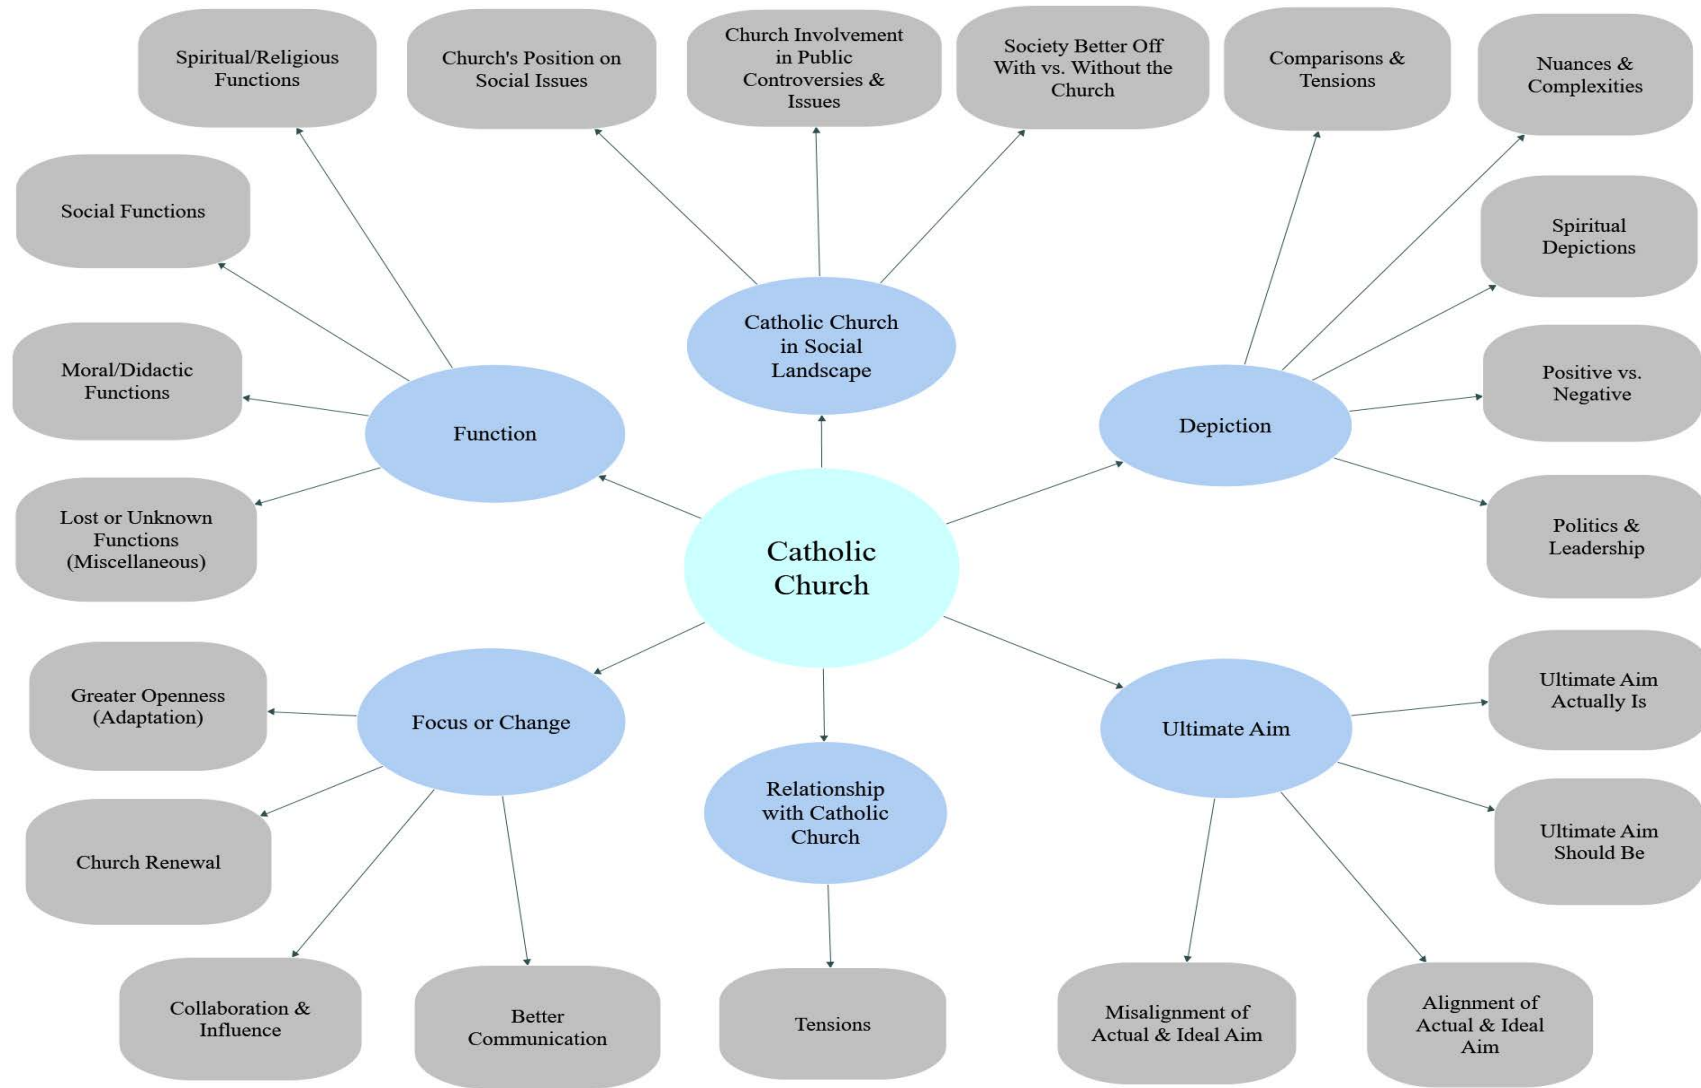 Spiritual/Religious
Functions
Church's Position on
Social Issues
Church Involvement
in Public
Controversies &
Issues
Society Better Off
With vs. Without the
Church
Comparisons &
Tensions
Nuances &
Complexities
Social Functions
Spiritual
Depictions
Moral/Didactic
Functions
Function
Catholic Church
in Social
Landscape
Depiction
Positive vs.
Negative
Lost or Unknown
Functions
(Miscellaneous)
Catholic
Church
Politics &
Leadership
Greater Openness
(Adaptation)
Focus or Change
Ultimate Aim
Ultimate Aim
Actually Is
Church Renewal
Relationship
with Catholic
Church
Ultimate Aim
Should Be
Collaboration &
Influence
Better
Communication
Tensions
Misalignment of
Actual & Ideal Aim
Alignment of
Actual & Ideal
Aim